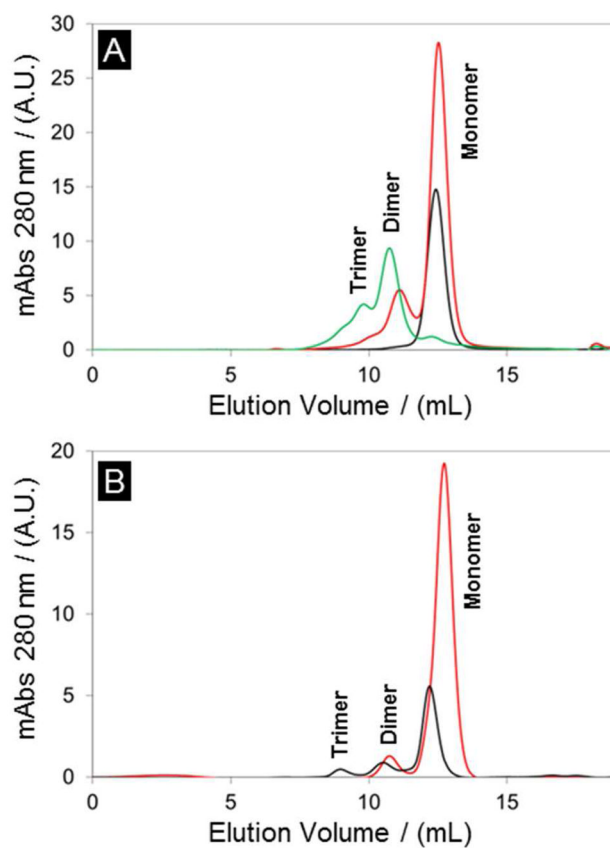 A
mAbs 280 nm / (A.U.)
30
25
20
15
10
5
0
Trimer
Dimer
Monomer
0 5 10 15
Elution Volume / (mL)
B
mAbs 280 nm / (A.U.)
20
15
10
5
0
Trimer
Dimer
Monomer
0 5 10 15
Elution Volume / (mL)